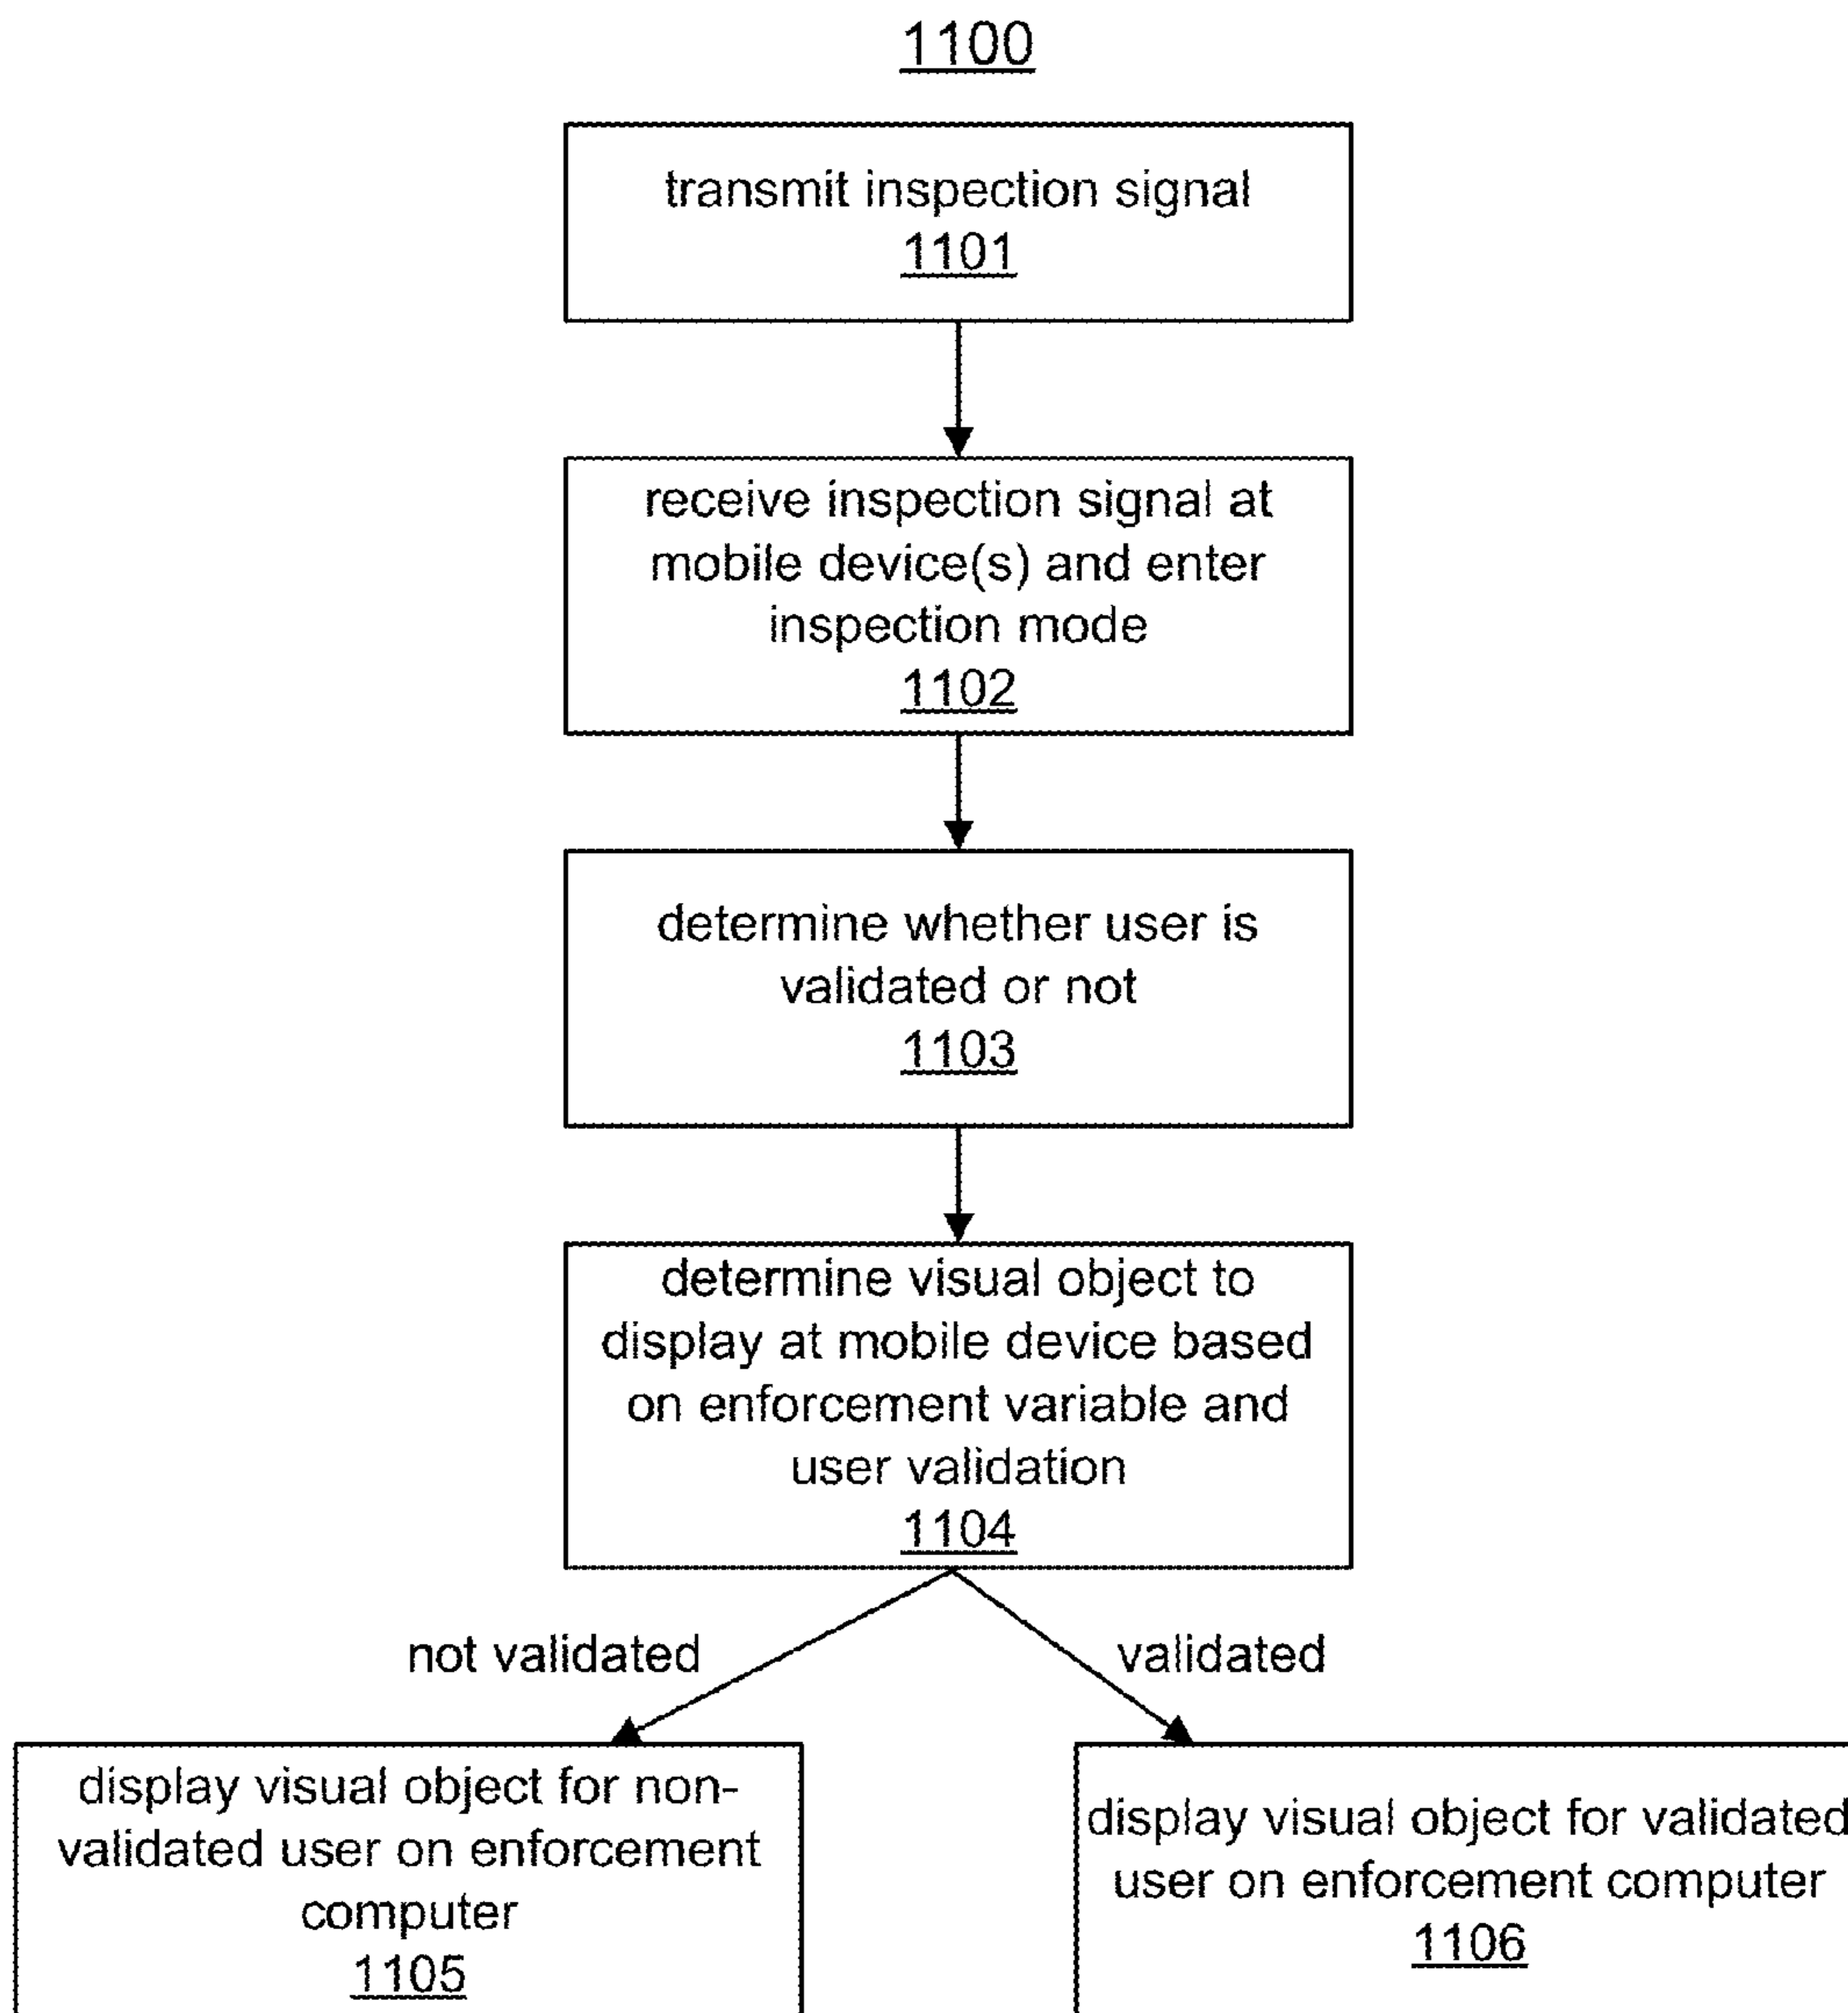 1100
transmit inspection signal
1101
receive inspection signal at
mobile device(s) and enter
inspection mode
1102
determine whether user is
validated or not
1103
determine visual object to
display at mobile device based
on enforcement variable and
user validation
1104
not validated
validated
display visual object for non-
validated user on enforcement
computer
1105
display visual object for validated
user on enforcement computer
1106